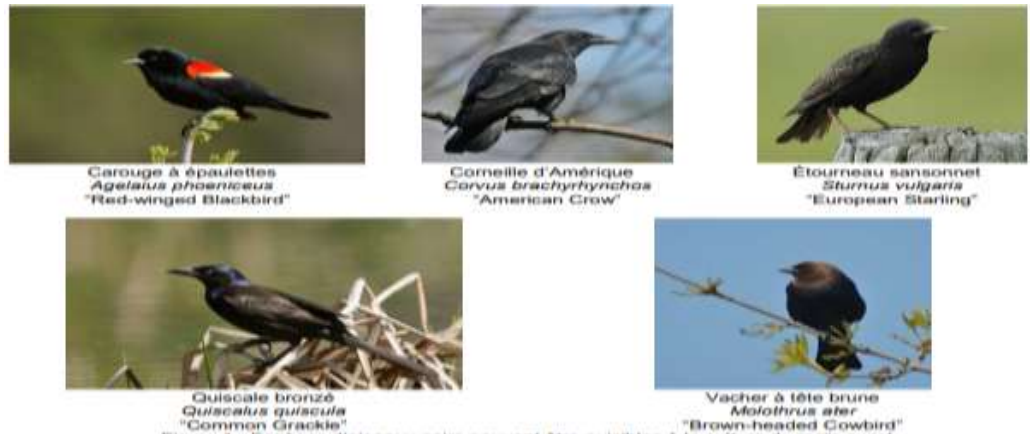 Carouge à épaulettes
Agelaius phoeniceus
"Red-winged Blackbird"
Corneille d'Amérique
Corvus brachyrhynchos
"American Crow"
Étourneau sansonnet
Sturnus vulgaris
"European Starling"
Quiscale bronzé
Quiscalus quiscula
"Common Grackle"
Vacher à tête brune
Molothrus ater
"Brown-headed Cowbird"